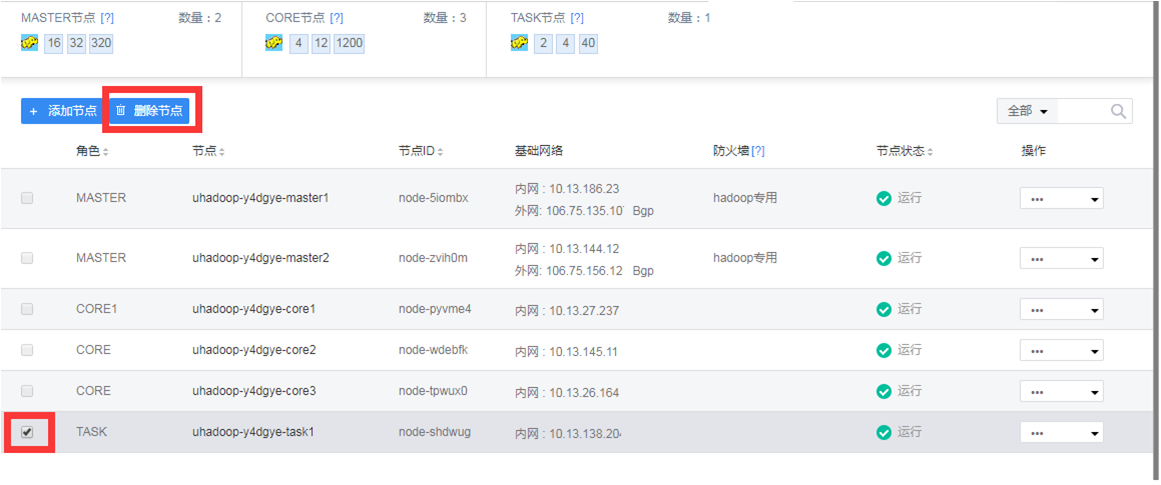 MASTER节点 [?] 数量：2 CORE节点 [?] 数量：3 TASK节点 [?] 数量：1
16 32 320 4 12 1200 2 4 40
+ 添加节点 删除节点 全部
角色 节点 节点ID 基础网络 防火墙[?] 节点状态 操作
MASTER uhadoop-y4dgye-master1 node-5iombx 内网 : 10.13.186.23 hadoop专用 运行 •••
外网: 106.75.135.10 Bgp
MASTER uhadoop-y4dgye-master2 node-zvih0m 内网 : 10.13.144.12 hadoop专用 运行 •••
外网: 106.75.156.12 Bgp
CORE1 uhadoop-y4dgye-core1 node-pyvme4 内网 : 10.13.27.237 运行 •••
CORE uhadoop-y4dgye-core2 node-wdebfk 内网 : 10.13.145.11 运行 •••
CORE uhadoop-y4dgye-core3 node-tpwux0 内网 : 10.13.26.164 运行 •••
TASK uhadoop-y4dgye-task1 node-shdwug 内网 : 10.13.138.20 运行 •••